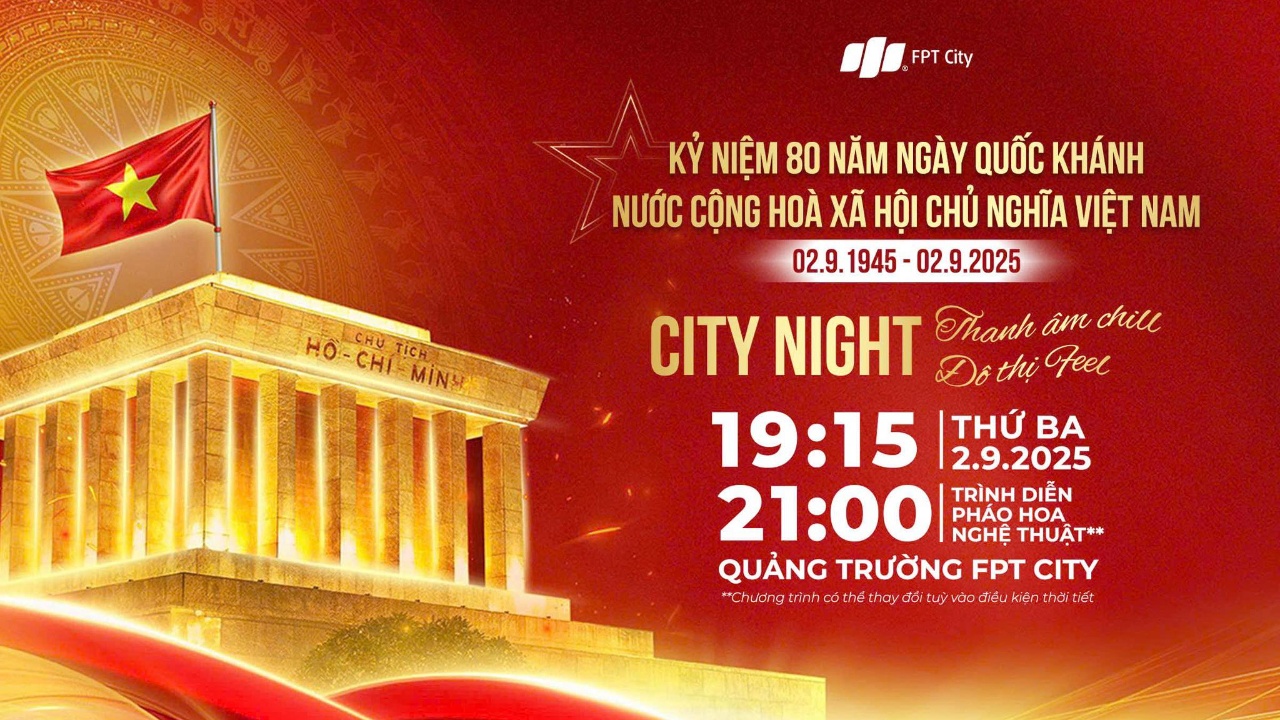 FPT City
KỶ NIỆM 80 NĂM NGÀY QUỐC KHÁNH
NƯỚC CỘNG HOÀ XÃ HỘI CHỦ NGHĨA VIỆT NAM
02.9.1945 - 02.9.2025
CITY NIGHT
Thanh âm chill
Đô thị Feel
19:15
THỨ BA
2.9.2025
21:00
TRÌNH DIỄN
PHÁO HOA
NGHỆ THUẬT**
QUẢNG TRƯỜNG FPT CITY
**Chương trình có thể thay đổi tuỳ vào điều kiện thời tiết
CHỦ TỊCH
HỒ-CHÍ-MINH